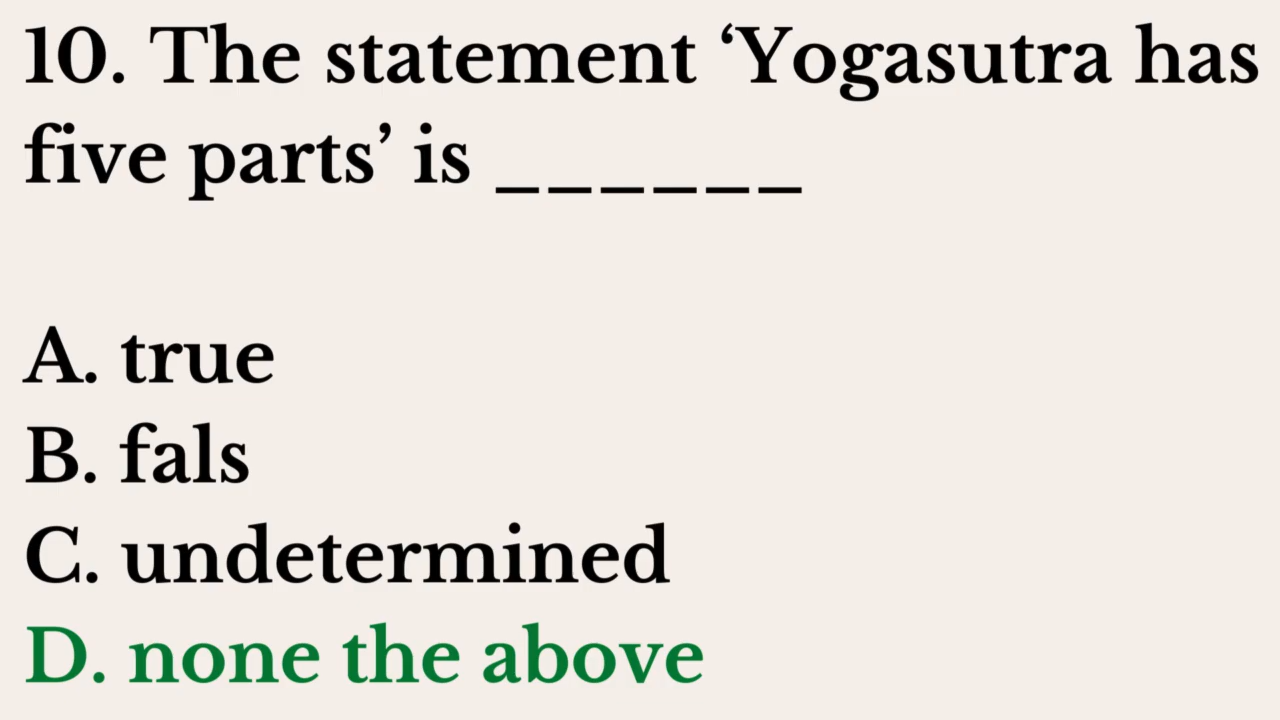 10. The statement ‘Yogasutra has
five parts’ is ______
A. true
B. fals
C. undetermined
D. none the above